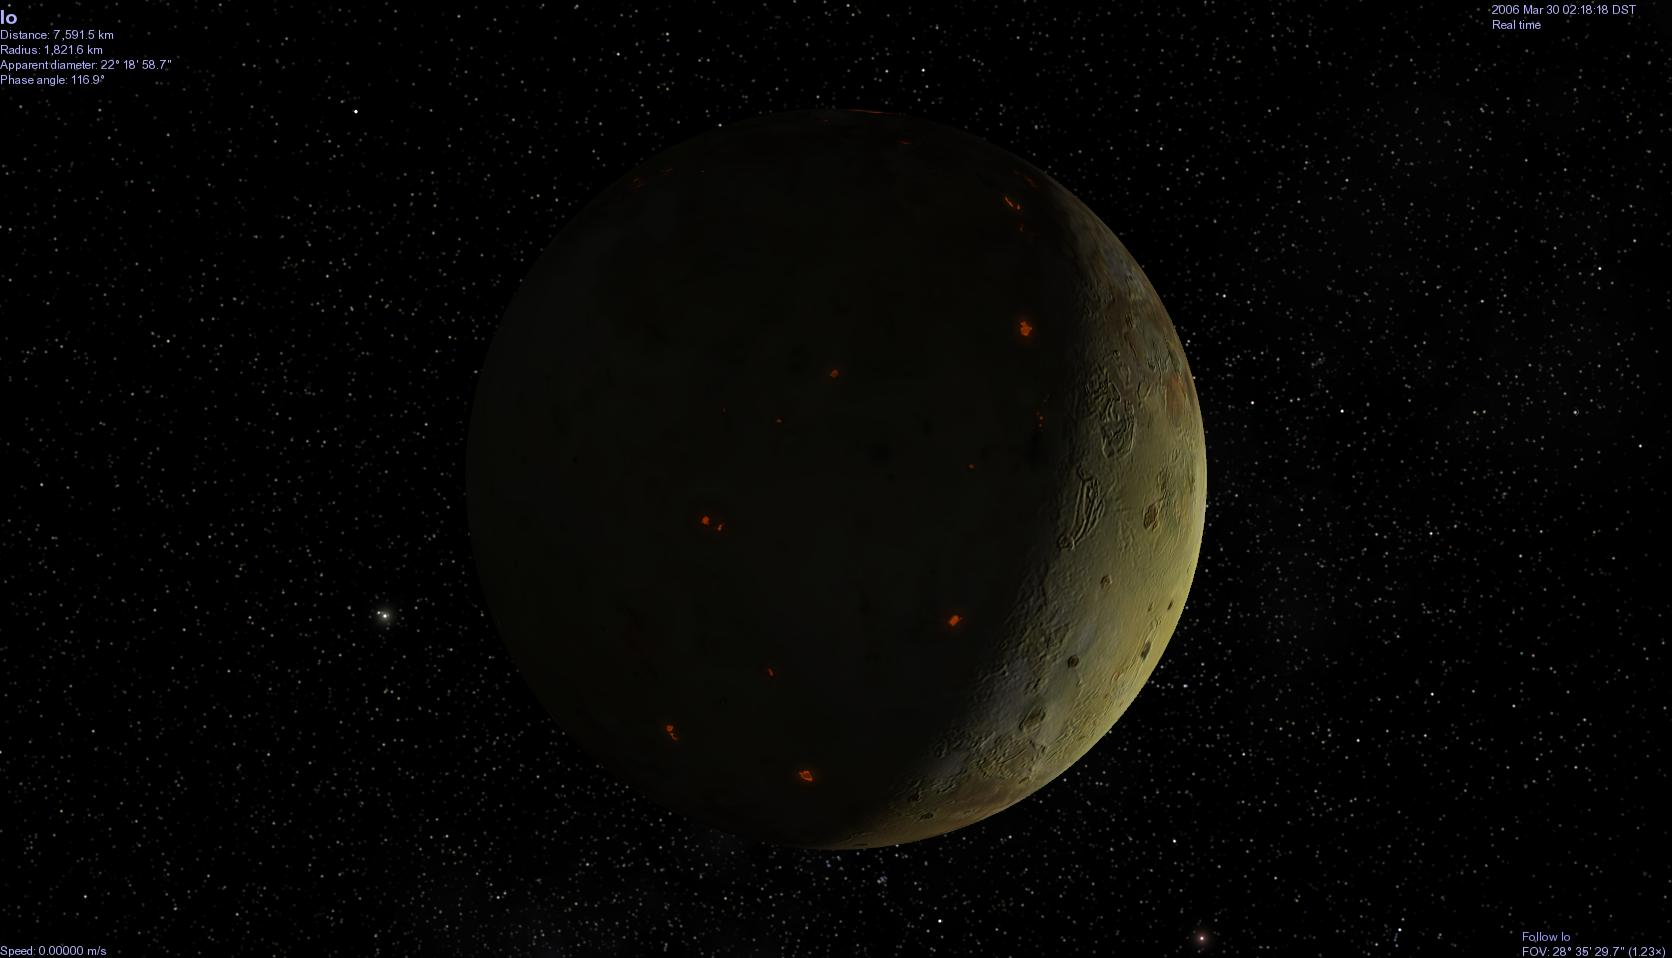 Io
Distance: 7,591.5 km
Radius: 1,821.6 km
Apparent diameter: 22° 18' 58.7"
Phase angle: 116.9°
2006 Mar 30 02:18:18 DST
Real time
Speed: 0.00000 m/s
Follow Io
FOV: 28° 35' 29.7" (1.23×)